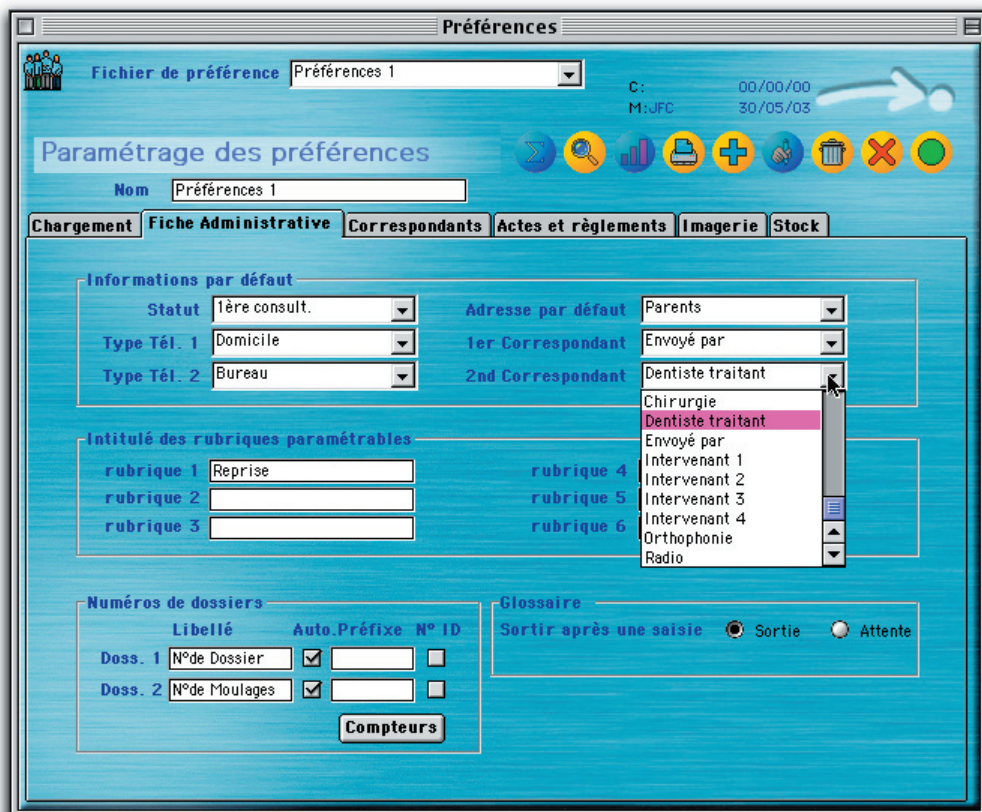 Préférences
Fichier de préférence Préférences 1
C: 00/00/00
M:JFC 30/05/03
Paramétrage des préférences
Nom Préférences 1
Chargement Fiche Administrative Correspondants Actes et règlements Imagerie Stock
Informations par défaut
Statut 1ère consult. Adresse par défaut Parents
Type Tél. 1 Domicile 1er Correspondant Envoyé par
Type Tél. 2 Bureau 2nd Correspondant Dentiste traitant
Chirurgie
Dentiste traitant
Envoyé par
Intervenant 1
Intervenant 2
Intervenant 3
Intervenant 4
Orthophonie
Radio
Intitulé des rubriques paramétrables
rubrique 1 Reprise rubrique 4
rubrique 2 rubrique 5
rubrique 3 rubrique 6
Numéros de dossiers
Libellé Auto.Préfixe Nº ID
Doss. 1 Nºde Dossier
Doss. 2 Nºde Moulages
Compteurs
Glossaire
Sortir après une saisie Sortie Attente